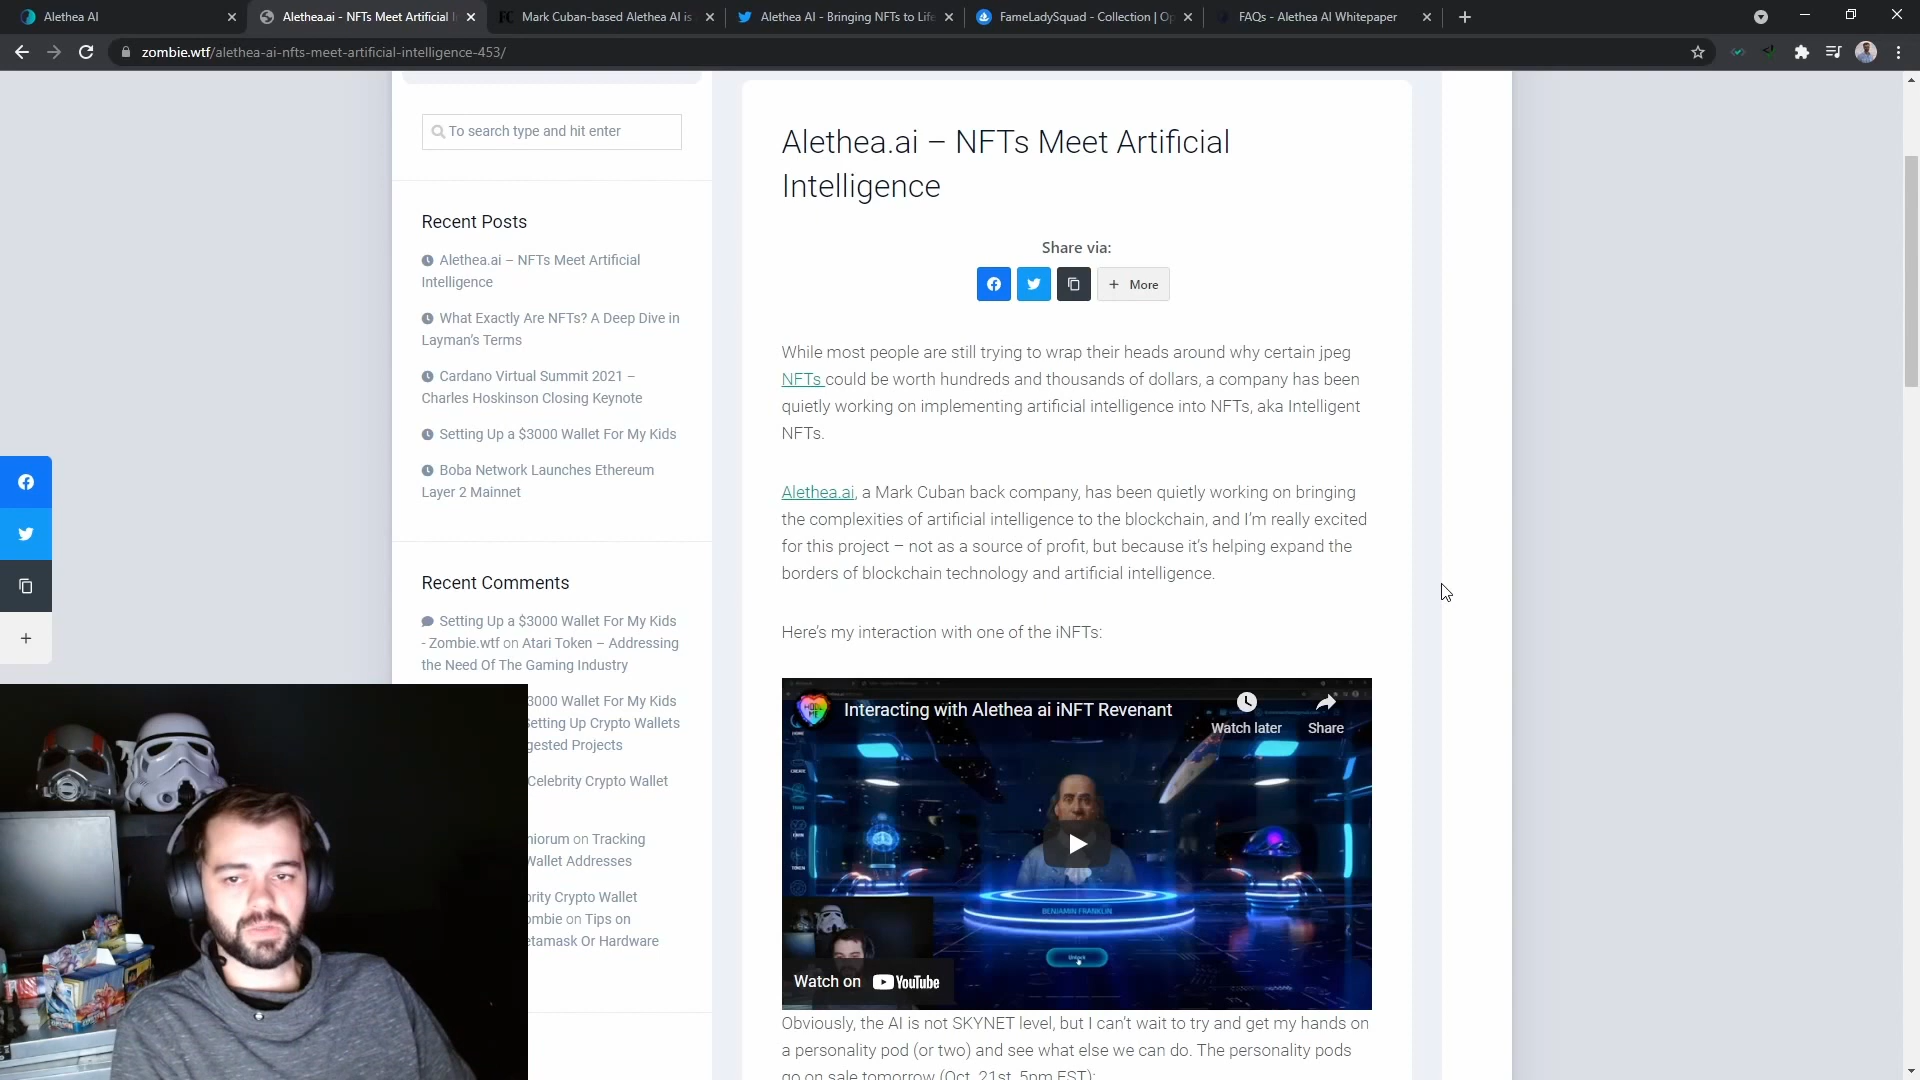 Alethea AI
Alethea.ai - NFTs Meet Artificial I
Mark Cuban-based Alethea AI is
Alethea AI - Bringing NFTs to Life
FameLadySquad - Collection | Op
FAQs - Alethea AI Whitepaper
zombie.wtf/alethea-ai-nfts-meet-artificial-intelligence-453/
To search type and hit enter
Recent Posts
Alethea.ai – NFTs Meet Artificial
Intelligence
What Exactly Are NFTs? A Deep Dive in
Layman's Terms
Cardano Virtual Summit 2021 –
Charles Hoskinson Closing Keynote
Setting Up a $3000 Wallet For My Kids
Boba Network Launches Ethereum
Layer 2 Mainnet
Recent Comments
Setting Up a $3000 Wallet For My Kids
- Zombie.wtf on Atari Token – Addressing
the Need Of The Gaming Industry
3000 Wallet For My Kids
Setting Up Crypto Wallets
gested Projects
Celebrity Crypto Wallet
niorum on Tracking
Wallet Addresses
brity Crypto Wallet
ombie on Tips on
etamask Or Hardware
Alethea.ai – NFTs Meet Artificial
Intelligence
Share via:
More
While most people are still trying to wrap their heads around why certain jpeg
NFTs could be worth hundreds and thousands of dollars, a company has been
quietly working on implementing artificial intelligence into NFTs, aka Intelligent
NFTs.
Alethea.ai, a Mark Cuban back company, has been quietly working on bringing
the complexities of artificial intelligence to the blockchain, and I'm really excited
for this project – not as a source of profit, but because it's helping expand the
borders of blockchain technology and artificial intelligence.
Here's my interaction with one of the iNFTs:
Interacting with Alethea ai iNFT Revenant
Watch later
Share
BENJAMIN FRANKLIN
Watch on YouTube
Obviously, the AI is not SKYNET level, but I can't wait to try and get my hands on
a personality pod (or two) and see what else we can do. The personality pods
go on sale tomorrow (Oct. 21st, 5pm EST):